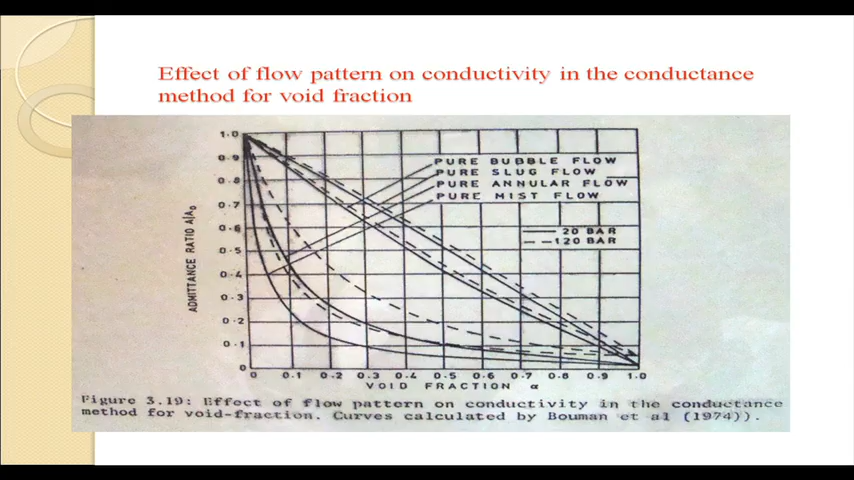 Effect of flow pattern on conductivity in the conductance
method for void fraction
1.0
0.9
0.8
0.7
0.6
0.5
0.4
0.3
0.2
0.1
0
ADMITTANCE RATIO A/A₀
PURE BUBBLE FLOW
PURE SLUG FLOW
PURE ANNULAR FLOW
PURE MIST FLOW
20 BAR
120 BAR
0 0.1 0.2 0.3 0.4 0.5 0.6 0.7 0.8 0.9 1.0
VOID FRACTION α
Figure 3.19: Effect of flow pattern on conductivity in the conductance
method for void-fraction. Curves calculated by Bouman et al (1974)).